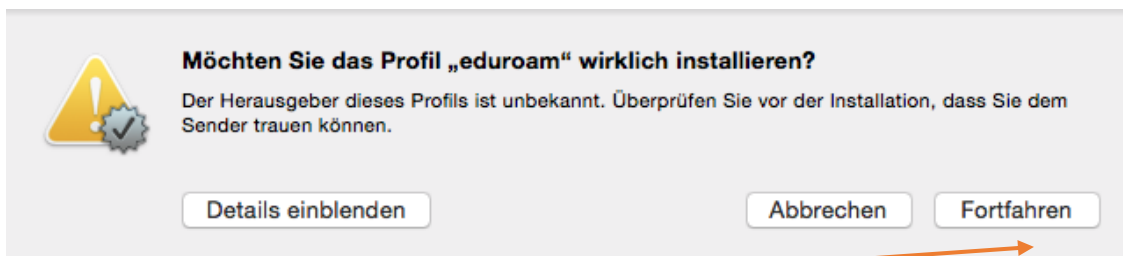 Möchten Sie das Profil „eduroam“ wirklich installieren?
Der Herausgeber dieses Profils ist unbekannt. Überprüfen Sie vor der Installation, dass Sie dem
Sender trauen können.
Details einblenden Abbrechen Fortfahren